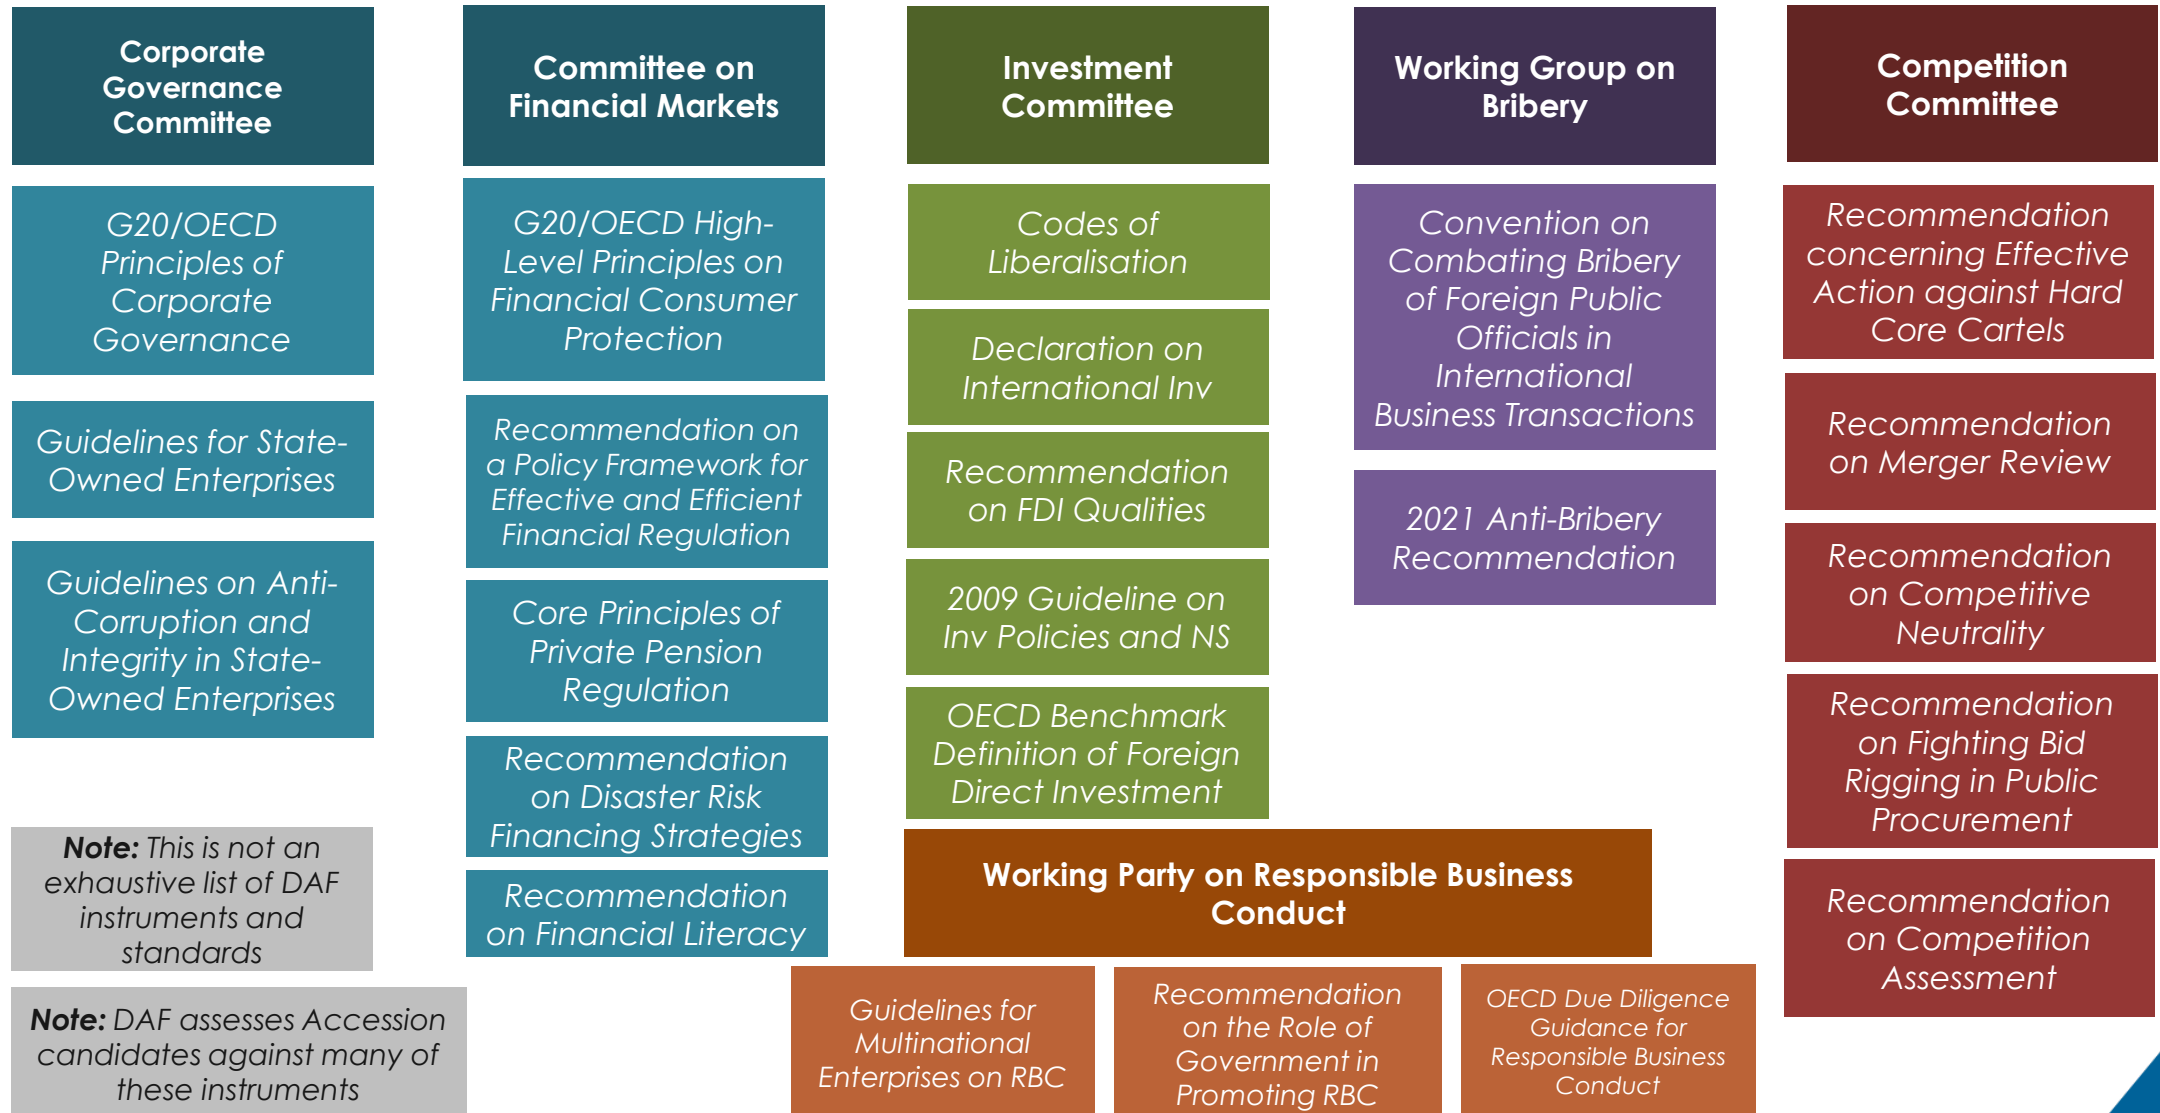 Corporate
Governance
Committee
G20/OECD
Principles of
Corporate
Governance
Guidelines for State-
Owned Enterprises
Guidelines on Anti-
Corruption and
Integrity in State-
Owned Enterprises
Note: This is not an
exhaustive list of DAF
instruments and
standards
Note: DAF assesses Accession
candidates against many of
these instruments
Committee on
Financial Markets
G20/OECD High-
Level Principles on
Financial Consumer
Protection
Recommendation on
a Policy Framework for
Effective and Efficient
Financial Regulation
Core Principles of
Private Pension
Regulation
Recommendation
on Disaster Risk
Financing Strategies
Recommendation
on Financial Literacy
Investment
Committee
Codes of
Liberalisation
Declaration on
International Inv
Recommendation
on FDI Qualities
2009 Guideline on
Inv Policies and NS
OECD Benchmark
Definition of Foreign
Direct Investment
Working Group on
Bribery
Convention on
Combating Bribery
of Foreign Public
Officials in
International
Business Transactions
2021 Anti-Bribery
Recommendation
Working Party on Responsible Business
Conduct
Guidelines for
Multinational
Enterprises on RBC
Recommendation
on the Role of
Government in
Promoting RBC
OECD Due Diligence
Guidance for
Responsible Business
Conduct
Competition
Committee
Recommendation
concerning Effective
Action against Hard
Core Cartels
Recommendation
on Merger Review
Recommendation
on Competitive
Neutrality
Recommendation
on Fighting Bid
Rigging in Public
Procurement
Recommendation
on Competition
Assessment